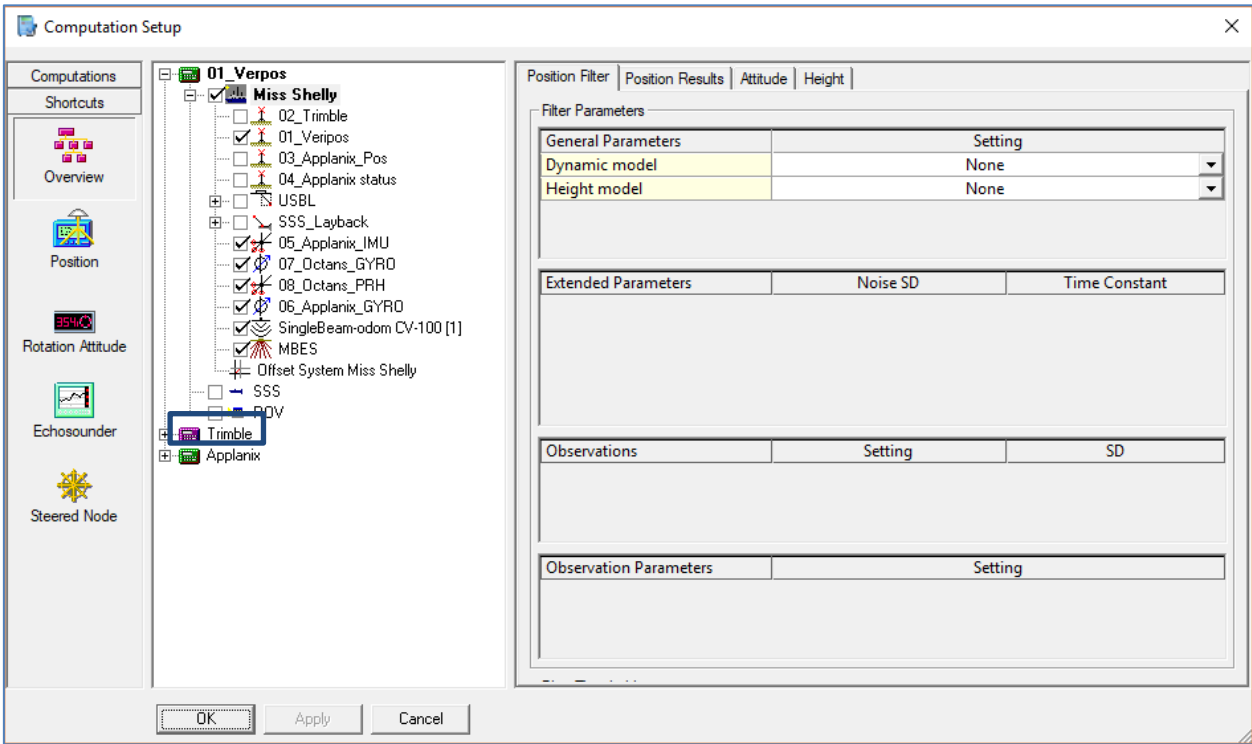 Computation Setup
Computations
Shortcuts
Overview
Position
354
Rotation Attitude
Echosounder
Steered Node
01_Verpos
Miss Shelly
02_Trimble
01_Veripos
03_Applanix_Pos
04_Applanix status
USBL
SSS_Layback
05_Applanix_IMU
07_Octans_GYRO
08_Octans_PRH
06_Applanix_GYRO
SingleBeam-odom CV-100 [1]
MBES
Offset System Miss Shelly
SSS
ROV
Trimble
Applanix
Position Filter Position Results Attitude Height
Filter Parameters
General Parameters Setting
Dynamic model None
Height model None
Extended Parameters Noise SD Time Constant
Observations Setting SD
Observation Parameters Setting
OK Apply Cancel